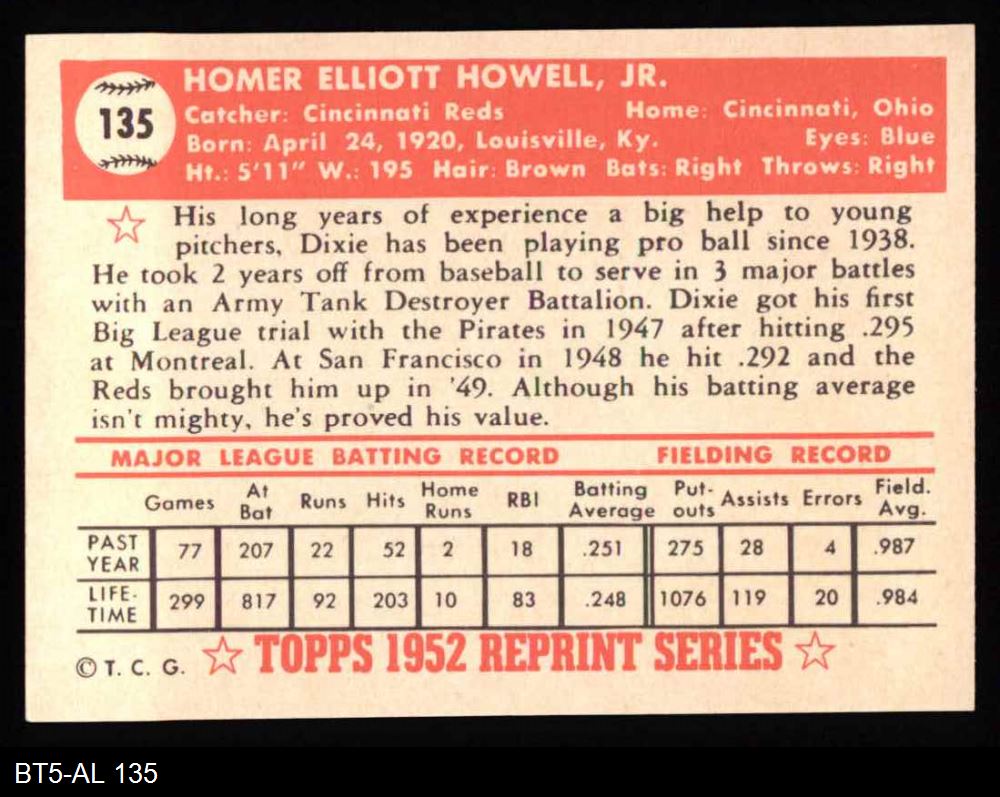 135
HOMER ELLIOTT HOWELL, JR.
Catcher: Cincinnati Reds Home: Cincinnati, Ohio
Born: April 24, 1920, Louisville, Ky. Eyes: Blue
Ht.: 5'11" W.: 195 Hair: Brown Bats: Right Throws: Right
His long years of experience a big help to young
pitchers, Dixie has been playing pro ball since 1938.
He took 2 years off from baseball to serve in 3 major battles
with an Army Tank Destroyer Battalion. Dixie got his first
Big League trial with the Pirates in 1947 after hitting .295
at Montreal. At San Francisco in 1948 he hit .292 and the
Reds brought him up in '49. Although his batting average
isn't mighty, he's proved his value.
MAJOR LEAGUE BATTING RECORD FIELDING RECORD
Games At Bat Runs Hits Home Runs RBI Batting Average Put-outs Assists Errors Field. Avg.
PAST YEAR 77 207 22 52 2 18 .251 275 28 4 .987
LIFE-TIME 299 817 92 203 10 83 .248 1076 119 20 .984
© T. C. G. TOPPS 1952 REPRINT SERIES
BT5-AL 135